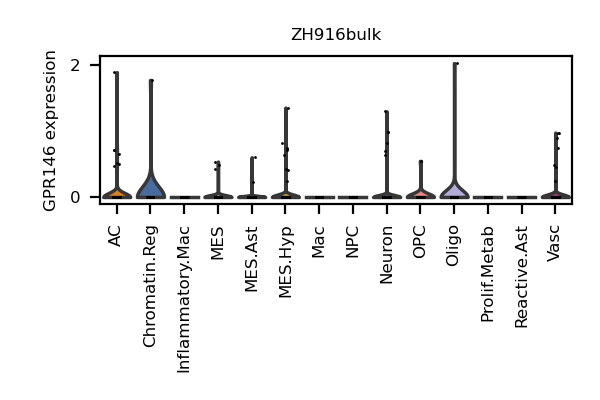 ZH916bulk
GPR146 expression
2
0
AC
Chromatin.Reg
Inflammatory.Mac
MES
MES.Ast
MES.Hyp
Mac
NPC
Neuron
OPC
Oligo
Prolif.Metab
Reactive.Ast
Vasc